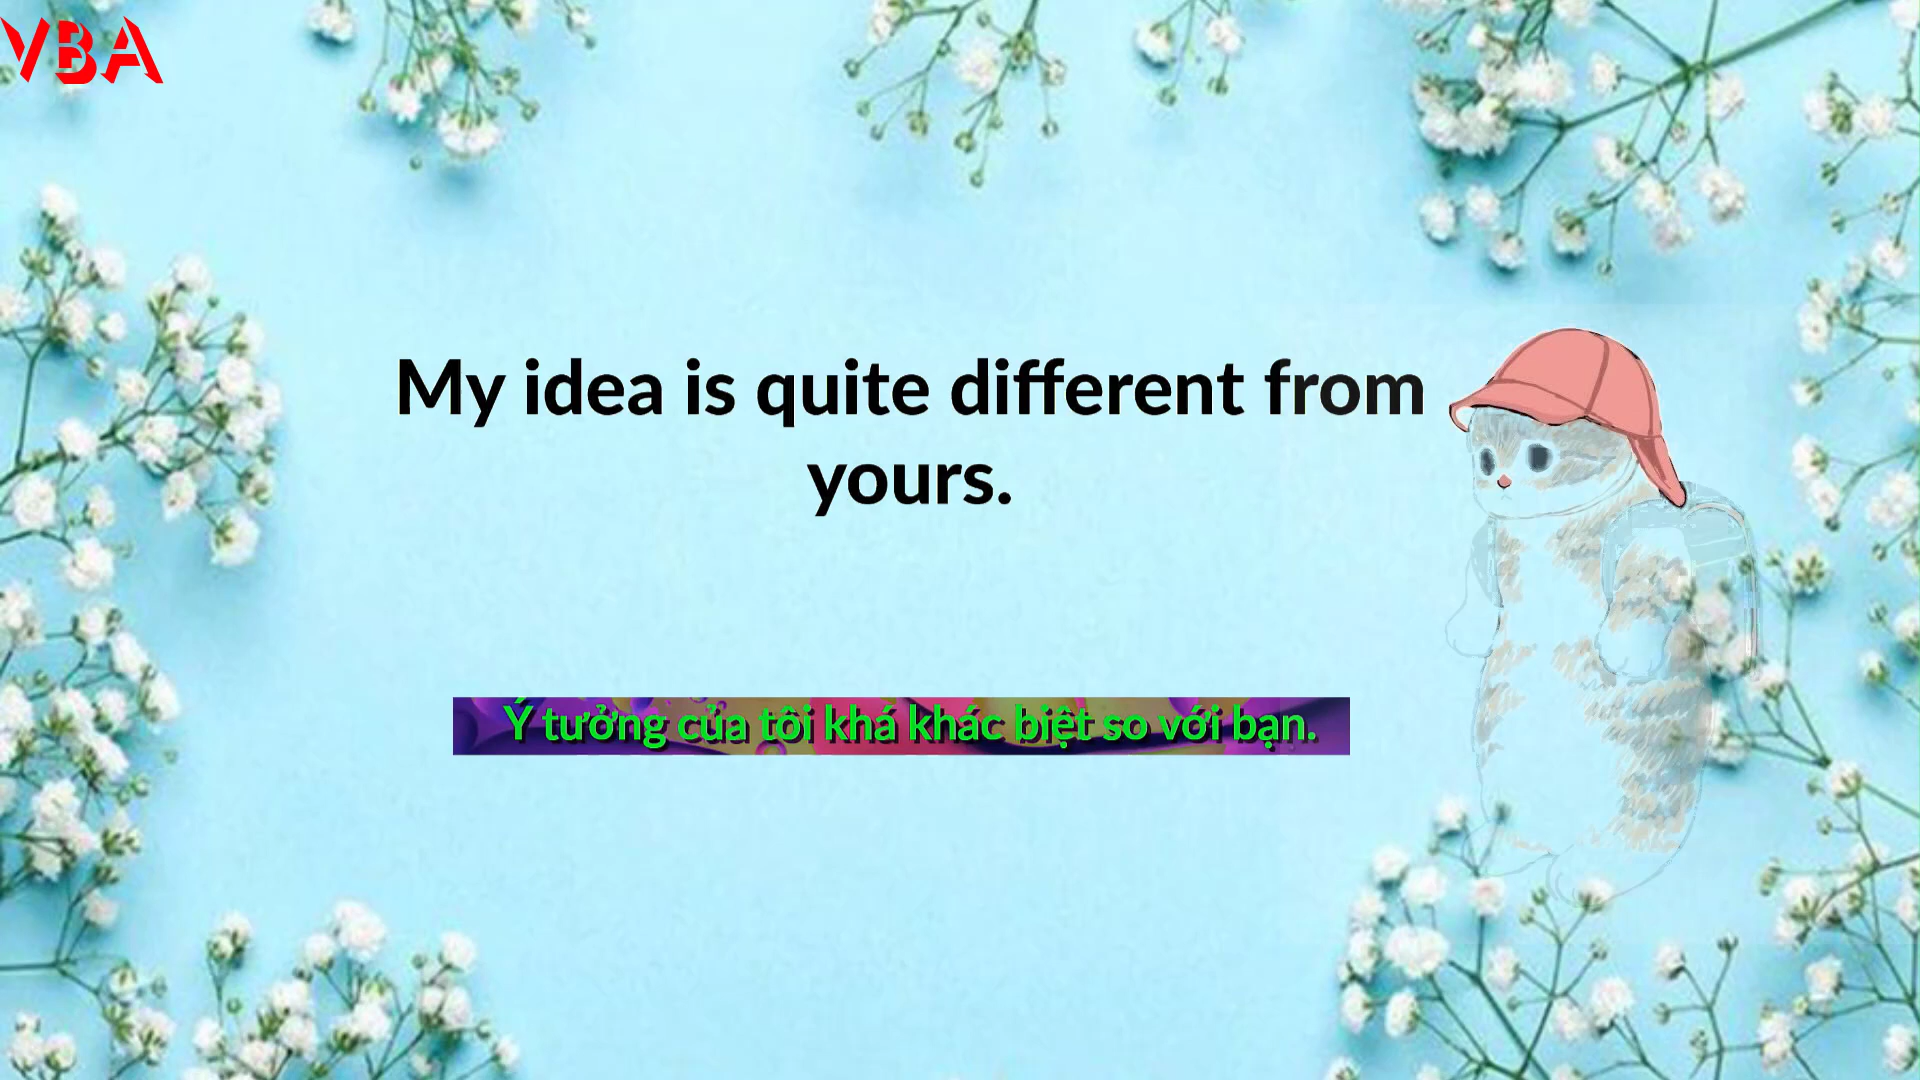 VBA
My idea is quite different from
yours.
Ý tưởng của tôi khá khác biệt so với bạn.